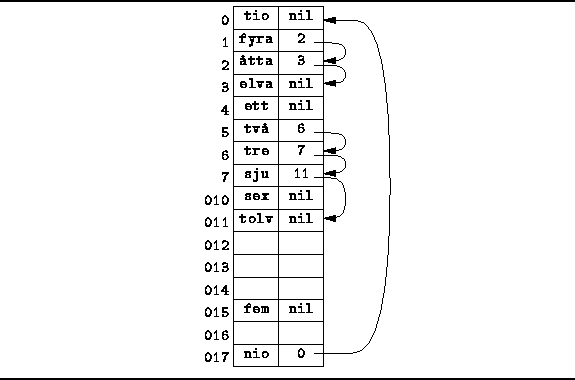 0 tio nil
1 fyra 2
2 åtta 3
3 elva nil
4 ett nil
5 två 6
6 tre 7
7 sju 11
010 sex nil
011 tolv nil
012
013
014
015 fem nil
016
017 nio 0